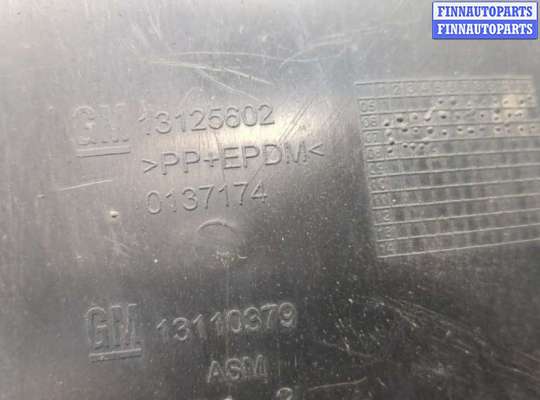 FINNAUTOPARTS
FINNAUTOPARTS
GM 13125602
>PP+EPDM<
0137174
GM 13110379
ASM